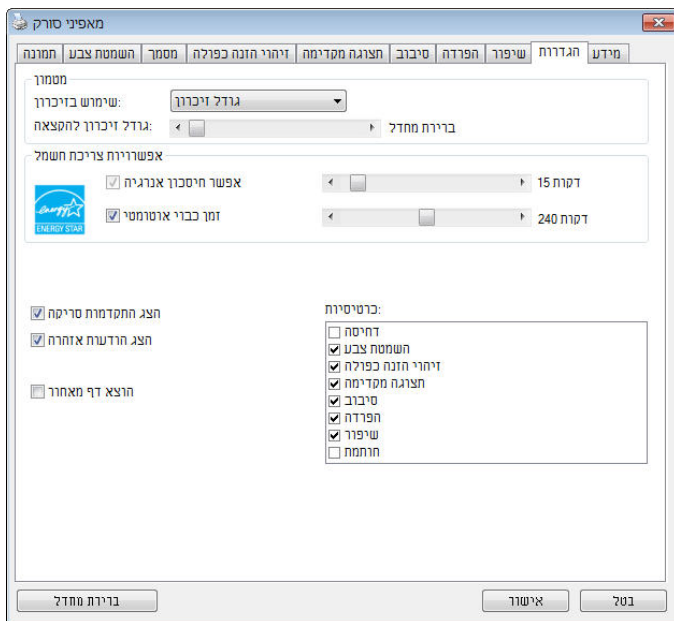 מאפיני סורק
תמונה השמטת צבע מסמך זיהוי הזנה כפולה תצוגה מקדימה סיבוב הפרדה שיפור הגדרות מידע
מטמון
שימוש בזיכרון: גודל זיכרון
גודל זיכרון להקצאה: ברירת מחדל
אפשרויות צריכת חשמל
אפשר חיסכון אנרגיה 15 דקות
זמן כבוי אוטומטי 240 דקות
energy
ENERGY STAR
הצג התקדמות סריקה
הצג הודעות אזהרה
הוצא דף מאחור
כרטיסיות:
דחיסה
השמטת צבע
זיהוי הזנה כפולה
תצוגה מקדימה
סיבוב
הפרדה
שיפור
חותמת
ברירת מחדל אישור בטל